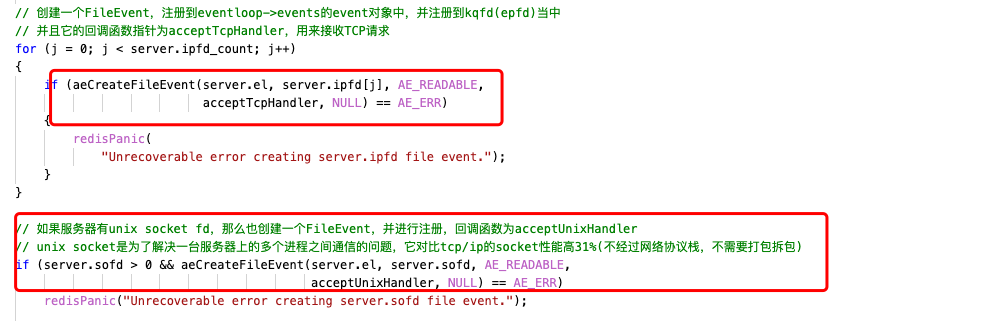 // 创建一个FileEvent，注册到eventloop->events的event对象中，并注册到kqfd(epfd)当中
// 并且它的回调函数指针为acceptTcpHandler，用来接收TCP请求
for (j = 0; j < server.ipfd_count; j++)
{
if (aeCreateFileEvent(server.el, server.ipfd[j], AE_READABLE,
acceptTcpHandler, NULL) == AE_ERR)
{
redisPanic(
"Unrecoverable error creating server.ipfd file event.");
}
}
// 如果服务器有unix socket fd，那么也创建一个FileEvent，并进行注册，回调函数为acceptUnixHandler
// unix socket是为了解决一台服务器上的多个进程之间通信的问题，它对比tcp/ip的socket性能高31%(不经过网络协议栈，不需要打包拆包)
if (server.sofd > 0 && aeCreateFileEvent(server.el, server.sofd, AE_READABLE,
acceptUnixHandler, NULL) == AE_ERR)
redisPanic("Unrecoverable error creating server.sofd file event.");